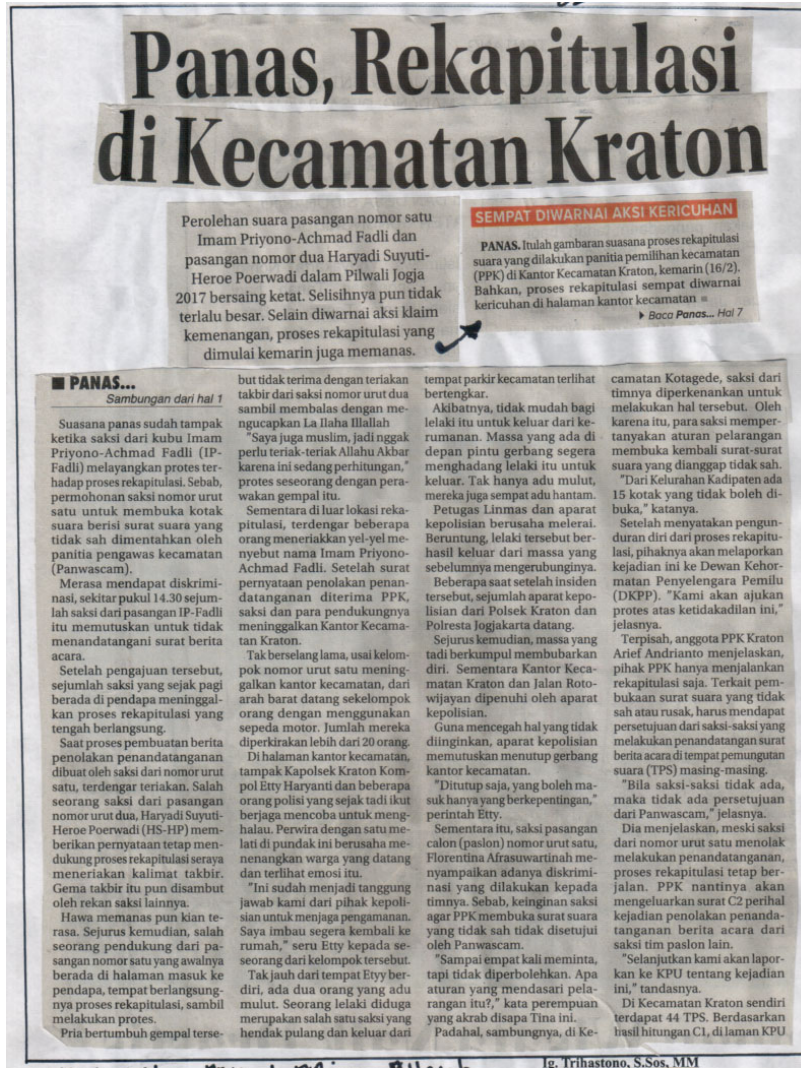 Panas, Rekapitulasi
di Kecamatan Kraton
Perolehan suara pasangan nomor satu
Imam Priyono-Achmad Fadli dan
pasangan nomor dua Haryadi Suyuti-
Heroe Poerwadi dalam Pilwali Jogja
2017 bersaing ketat. Selisihnya pun tidak
terlalu besar. Selain diwarnai aksi klaim
kemenangan, proses rekapitulasi yang
dimulai kemarin juga memanas.
SEMPAT DIWARNAI AKSI KERICUHAN
PANAS. Itulah gambaran suasana proses rekapitulasi
suara yang dilakukan panitia pemilihan kecamatan
(PPK) di Kantor Kecamatan Kraton, kemarin (16/2).
Bahkan, proses rekapitulasi sempat diwarnai
kericuhan di halaman kantor kecamatan
Baca Panas... Hal 7
PANAS...
Sambungan dari hal 1
Suasana panas sudah tampak
ketika saksi dari kubu Imam
Priyono-Achmad Fadli (IP-
Fadli) melayangkan protes ter-
hadap proses rekapitulasi. Sebab,
permohonan saksi nomor urut
satu untuk membuka kotak
suara berisi surat suara yang
tidak sah dimentahkan oleh
panitia pengawas kecamatan
(Panwascam).
Merasa mendapat diskrimi-
nasi, sekitar pukul 14.30 sejum-
lah saksi dari pasangan IP-Fadli
itu memutuskan untuk tidak
menandatangani surat berita
acara.
Setelah pengajuan tersebut,
sejumlah saksi yang sejak pagi
berada di pendapa meninggal-
kan proses rekapitulasi yang
tengah berlangsung.
Saat proses pembuatan berita
penolakan penandatanganan
dibuat oleh saksi dari nomor urut
satu, terdengar teriakan. Salah
seorang saksi dari pasangan
nomor urut dua, Haryadi Suyuti-
Heroe Poerwadi (HS-HP) mem-
berikan pernyataan tetap men-
dukung proses rekapitulasi seraya
meneriakan kalimat takbir.
Gema takbir itu pun disambut
oleh rekan saksi lainnya.
Hawa memanas pun kian te-
rasa. Sejurus kemudian, salah
seorang pendukung dari pa-
sangan nomor satu yang awalnya
berada di halaman masuk ke
pendapa, tempat berlangsung-
nya proses rekapitulasi, sambil
melakukan protes.
Pria bertumbuh gempal terse-
but tidak terima dengan teriakan
takbir dari saksi nomor urut dua
sambil membalas dengan me-
ngucapkan La Ilaha Illallah
"Saya juga muslim, jadi nggak
perlu teriak-teriak Allahu Akbar
karena ini sedang perhitungan,"
protes seseorang dengan pera-
wakan gempal itu.
Sementara di luar lokasi reka-
pitulasi, terdengar beberapa
orang meneriakkan yel-yel me-
nyebut nama Imam Priyono-
Achmad Fadli. Setelah surat
pernyataan penolakan penan-
datanganan diterima PPK,
saksi dan para pendukungnya
meninggalkan Kantor Kecama-
tan Kraton.
Tak berselang lama, usai kelom-
pok nomor urut satu mening-
galkan kantor kecamatan, dari
arah barat datang sekelompok
orang dengan menggunakan
sepeda motor. Jumlah mereka
diperkirakan lebih dari 20 orang.
Di halaman kantor kecamatan,
tampak Kapolsek Kraton Kom-
pol Etty Haryanti dan beberapa
orang polisi yang sejak tadi ikut
berjaga mencoba untuk meng-
halau. Perwira dengan satu me-
lati di pundak ini berusaha me-
nenangkan warga yang datang
dan terlihat emosi itu.
"Ini sudah menjadi tanggung
jawab kami dari pihak kepoli-
sian untuk menjaga pengamanan.
Saya imbau segera kembali ke
rumah," seru Etty kepada se-
seorang dari kelompok tersebut.
Tak jauh dari tempat Etyy ber-
diri, ada dua orang yang adu
mulut. Seorang lelaki diduga
merupakan salah satu saksi yang
hendak pulang dan keluar dari
tempat parkir kecamatan terlihat
bertengkar.
Akibatnya, tidak mudah bagi
lelaki itu untuk keluar dari ke-
rumanan. Massa yang ada di
depan pintu gerbang segera
menghadang lelaki itu untuk
keluar. Tak hanya adu mulut,
mereka juga sempat adu hantam.
Petugas Linmas dan aparat
kepolisian berusaha melerai.
Beruntung, lelaki tersebut ber-
hasil keluar dari massa yang
sebelumnya mengerubunginya.
Beberapa saat setelah insiden
tersebut, sejumlah aparat kepo-
lisian dari Polsek Kraton dan
Polresta Jogjakarta datang.
Sejurus kemudian, massa yang
tadi berkumpul membubarkan
diri. Sementara Kantor Keca-
matan Kraton dan Jalan Roto-
wijayan dipenuhi oleh aparat
kepolisian.
Guna mencegah hal yang tidak
diinginkan, aparat kepolisian
memutuskan menutup gerbang
kantor kecamatan.
"Ditutup saja, yang boleh ma-
suk hanya yang berkepentingan,"
perintah Etty.
Sementara itu, saksi pasangan
calon (paslon) nomor urut satu,
Florentina Afrasuwartinah me-
nyampaikan adanya diskrimi-
nasi yang dilakukan kepada
timnya. Sebab, keinginan saksi
agar PPK membuka surat suara
yang tidak sah tidak disetujui
oleh Panwascam.
"Sampai empat kali meminta,
tapi tidak diperbolehkan. Apa
aturan yang mendasari pela-
rangan itu?," kata perempuan
yang akrab disapa Tina ini.
Padahal, sambungnya, di Ke-
camatan Kotagede, saksi dari
timnya diperkenankan untuk
melakukan hal tersebut. Oleh
karena itu, para saksi memper-
tanyakan aturan pelarangan
membuka kembali surat-surat
suara yang dianggap tidak sah.
"Dari Kelurahan Kadipaten ada
15 kotak yang tidak boleh di-
buka," katanya.
Setelah menyatakan pengun-
duran diri dari proses rekapitu-
lasi, pihaknya akan melaporkan
kejadian ini ke Dewan Kehor-
matan Penyelengara Pemilu
(DKPP). "Kami akan ajukan
protes atas ketidakadilan ini,"
jelasnya.
Terpisah, anggota PPK Kraton
Arief Andrianto menjelaskan,
pihak PPK hanya menjalankan
rekapitulasi saja. Terkait pem-
bukaan surat suara yang tidak
sah atau rusak, harus mendapat
persetujuan dari saksi-saksi yang
melakukan penandatangan surat
berita acara di tempat pemungutan
suara (TPS) masing-masing.
"Bila saksi-saksi tidak ada,
maka tidak ada persetujuan
dari Panwascam," jelasnya.
Dia menjelaskan, meski saksi
dari nomor urut satu menolak
melakukan penandatanganan,
proses rekapitulasi tetap ber-
jalan. PPK nantinya akan
mengeluarkan surat C2 perihal
kejadian penolakan penanda-
tanganan berita acara dari
saksi tim paslon lain.
"Selanjutkan kami akan lapor-
kan ke KPU tentang kejadian
ini," tandasnya.
Di Kecamatan Kraton sendiri
terdapat 44 TPS. Berdasarkan
hasil hitungan C1, di laman KPU
Ig. Trihastono, S.Sos, MM